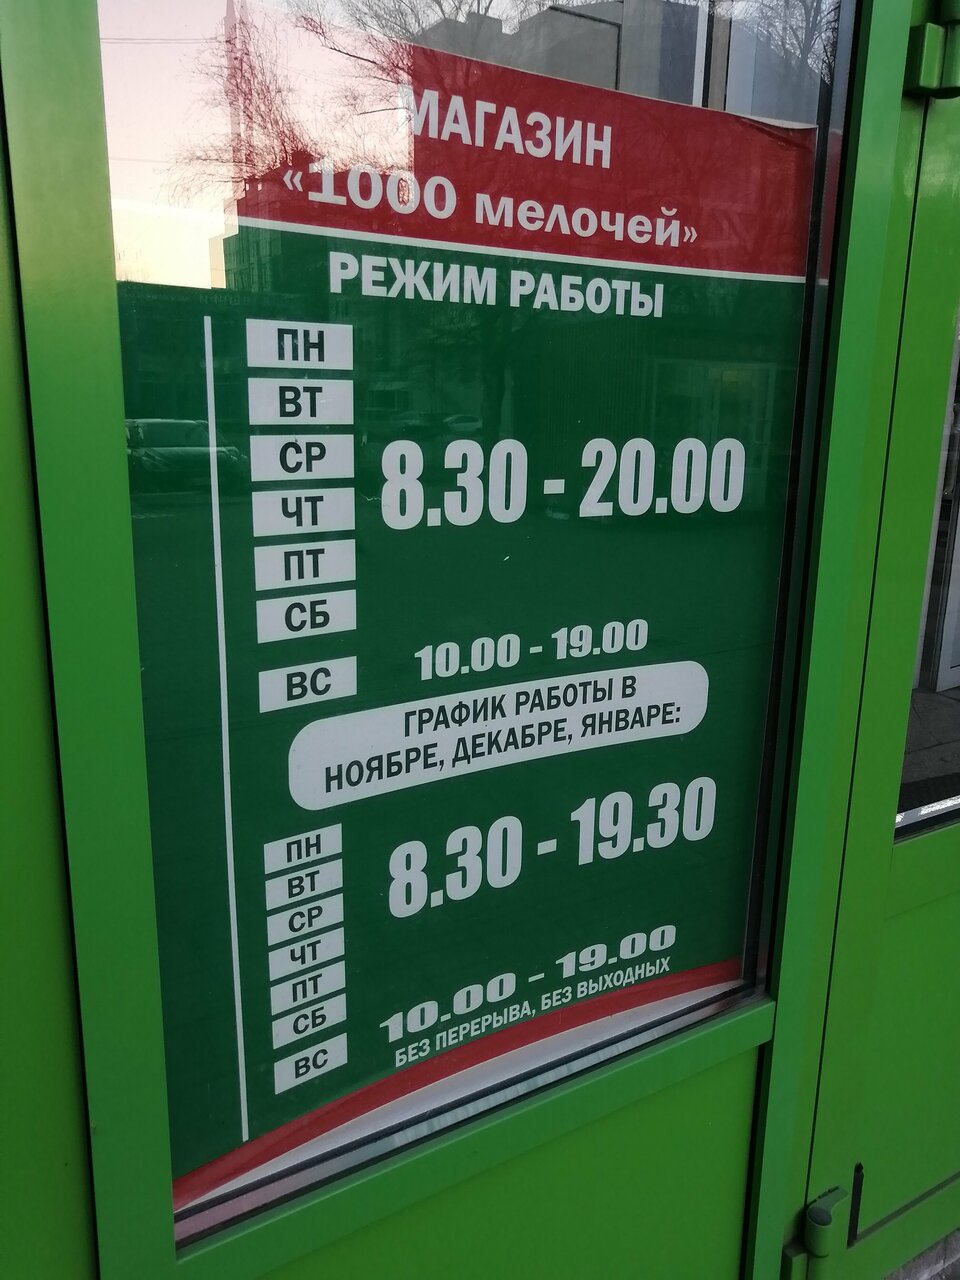 МАГАЗИН
«1000 мелочей»
РЕЖИМ РАБОТЫ
ПН
ВТ
СР
ЧТ
ПТ
СБ
8.30 - 20.00
ВС
10.00 - 19.00
ГРАФИК РАБОТЫ В
НОЯБРЕ, ДЕКАБРЕ, ЯНВАРЕ:
ПН
ВТ
СР
ЧТ
ПТ
СБ
8.30 - 19.30
ВС
10.00 - 19.00
БЕЗ ПЕРЕРЫВА, БЕЗ ВЫХОДНЫХ